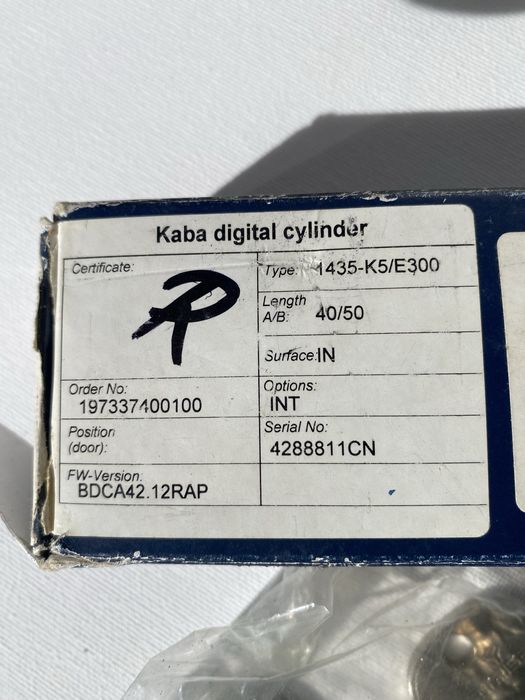 Kaba digital cylinder
Certificate:
R
Type: 1435-K5/E300
Length
A/B: 40/50
Surface: IN
Order No:
197337400100
Options:
INT
Position
(door):
Serial No:
4288811CN
FW-Version:
BDCA42.12RAP